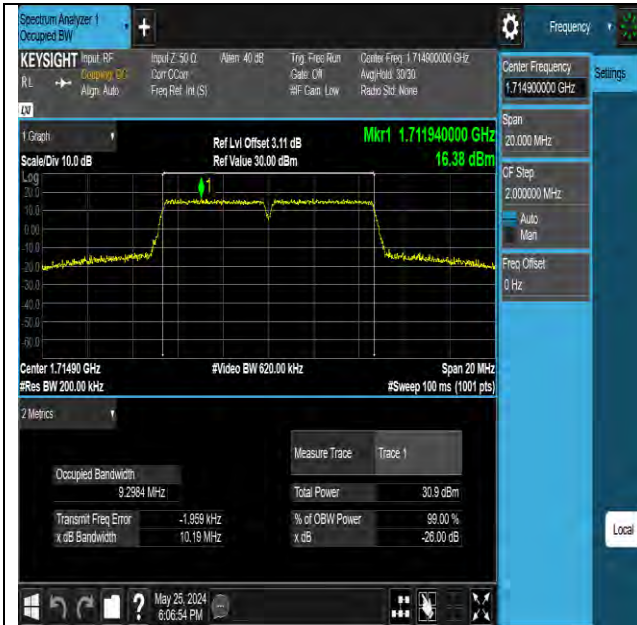 Spectrum Analyzer 1
Occupied BW
+
Frequency
KEYSIGHT
Input: RF
Coupling: DC
Align: Auto
Input Z: 50 Ω
Corr CCorr
Freq Ref: Int (S)
Atten: 40 dB
Trig: Free Run
Gate: Off
#IF Gain: Low
Center Freq: 1.714900000 GHz
Avg|Hold: 30/30
Radio Std: None
RL
LXI
1 Graph
Scale/Div 10.0 dB
Ref Lvl Offset 3.11 dB
Ref Value 30.00 dBm
Mkr1 1.711940000 GHz
16.38 dBm
Log
20.0
10.0
0.00
-10.0
-20.0
-30.0
-40.0
-50.0
-60.0
1
Center 1.71490 GHz
#Res BW 200.00 kHz
#Video BW 620.00 kHz
Span 20 MHz
#Sweep 100 ms (1001 pts)
2 Metrics
Occupied Bandwidth
9.2984 MHz
Transmit Freq Error
-1.959 kHz
x dB Bandwidth
10.19 MHz
Measure Trace
Trace 1
Total Power
30.9 dBm
% of OBW Power
99.00 %
x dB
-26.00 dB
?
May 25, 2024
6:06:54 PM
Center Frequency
1.714900000 GHz
Span
20.000 MHz
CF Step
2.000000 MHz
Auto
Man
Freq Offset
0 Hz
Settings
Local